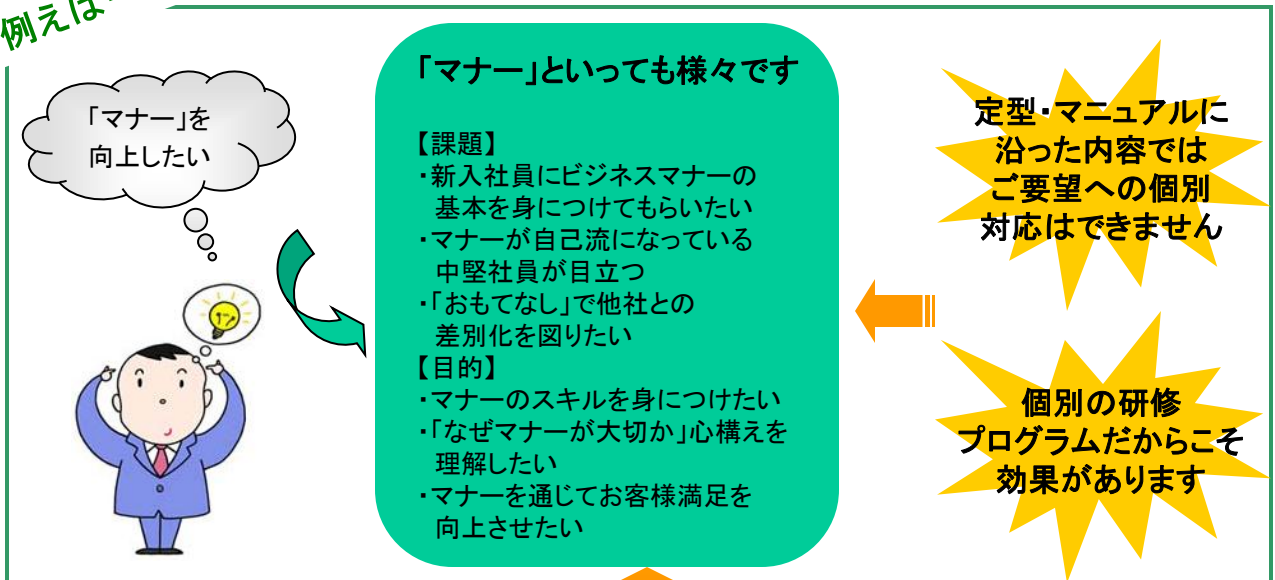 例えば
「マナー」を
向上したい
「マナー」といっても様々です
【課題】
・新入社員にビジネスマナーの
基本を身につけてもらいたい
・マナーが自己流になっている
中堅社員が目立つ
・「おもてなし」で他社との
差別化を図りたい
【目的】
・マナーのスキルを身につけたい
・「なぜマナーが大切か」心構えを
理解したい
・マナーを通じてお客様満足を
向上させたい
定型・マニュアルに
沿った内容では
ご要望への個別
対応はできません
個別の研修
プログラムだからこそ
効果があります